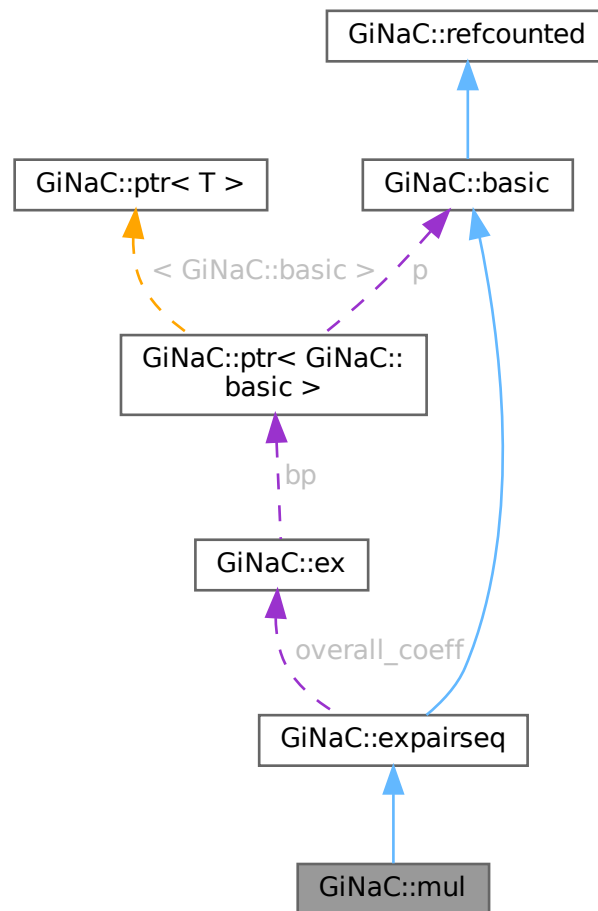 GiNaC::refcounted
GiNaC::ptr< T >
GiNaC::basic
< GiNaC::basic >
p
GiNaC::ptr< GiNaC::
basic >
bp
GiNaC::ex
overall_coeff
GiNaC::expairseq
GiNaC::mul